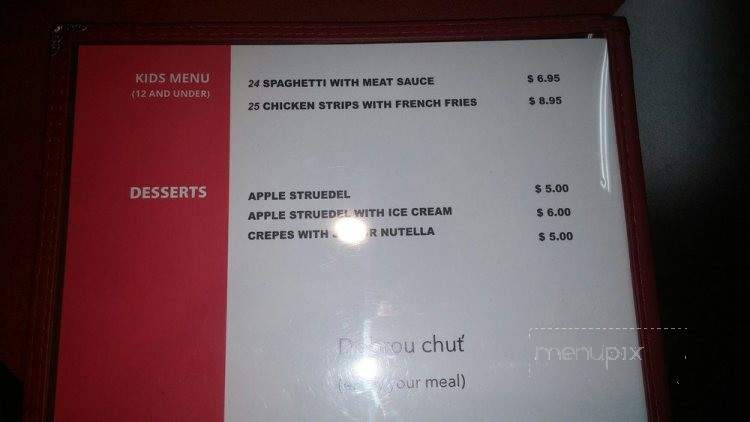 KIDS MENU
(12 AND UNDER)
24 SPAGHETTI WITH MEAT SAUCE $ 6.95
25 CHICKEN STRIPS WITH FRENCH FRIES $ 8.95
DESSERTS
APPLE STRUEDEL $ 5.00
APPLE STRUEDEL WITH ICE CREAM $ 6.00
CREPES WITH NUTELLA $ 5.00
Dobrou chuť
(enjoy your meal)
menupix